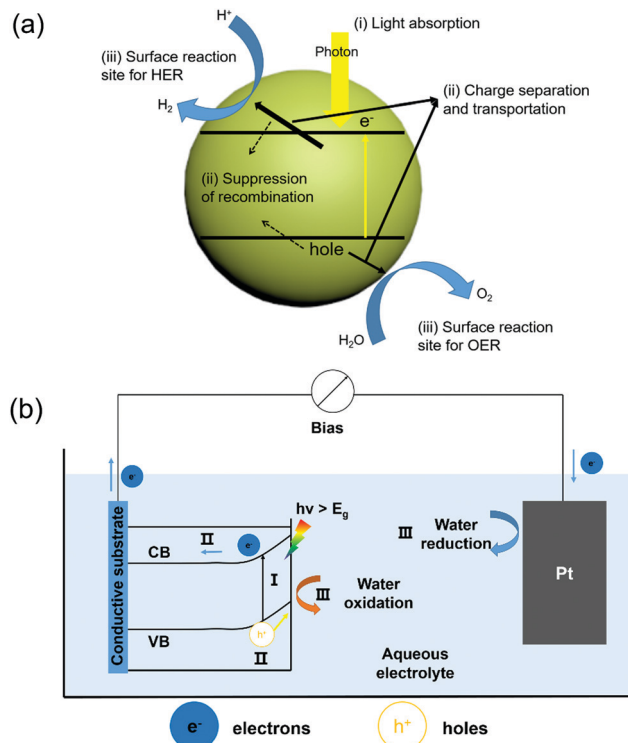 (a)
(i) Light absorption
H⁺
Photon
(iii) Surface reaction
site for HER
(ii) Charge separation
and transportation
H₂
e⁻
(ii) Suppression
of recombination
hole
O₂
H₂O
(iii) Surface reaction
site for OER
(b)
Bias
e⁻
e⁻
Conductive substrate
hv > E_g
II
e⁻
CB
I
III
Water
reduction
Pt
III
Water
oxidation
VB
h⁺
II
Aqueous
electrolyte
e⁻
electrons
h⁺
holes